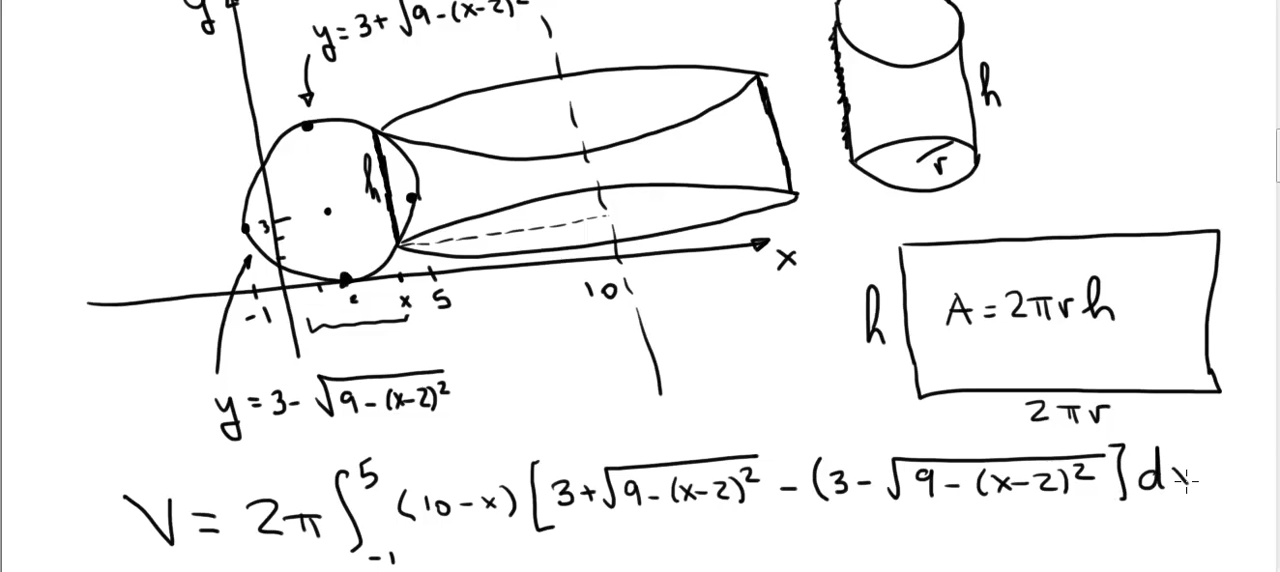 y
y = 3 + √9 - (x-2)²
h
h
r
3
x
-1
x
5
10
h
A = 2πrh
2πr
y = 3 - √9 - (x-2)²
V = 2π ∫₋₁⁵ (10-x) [3 + √9 - (x-2)² - (3 - √9 - (x-2)² ] dx